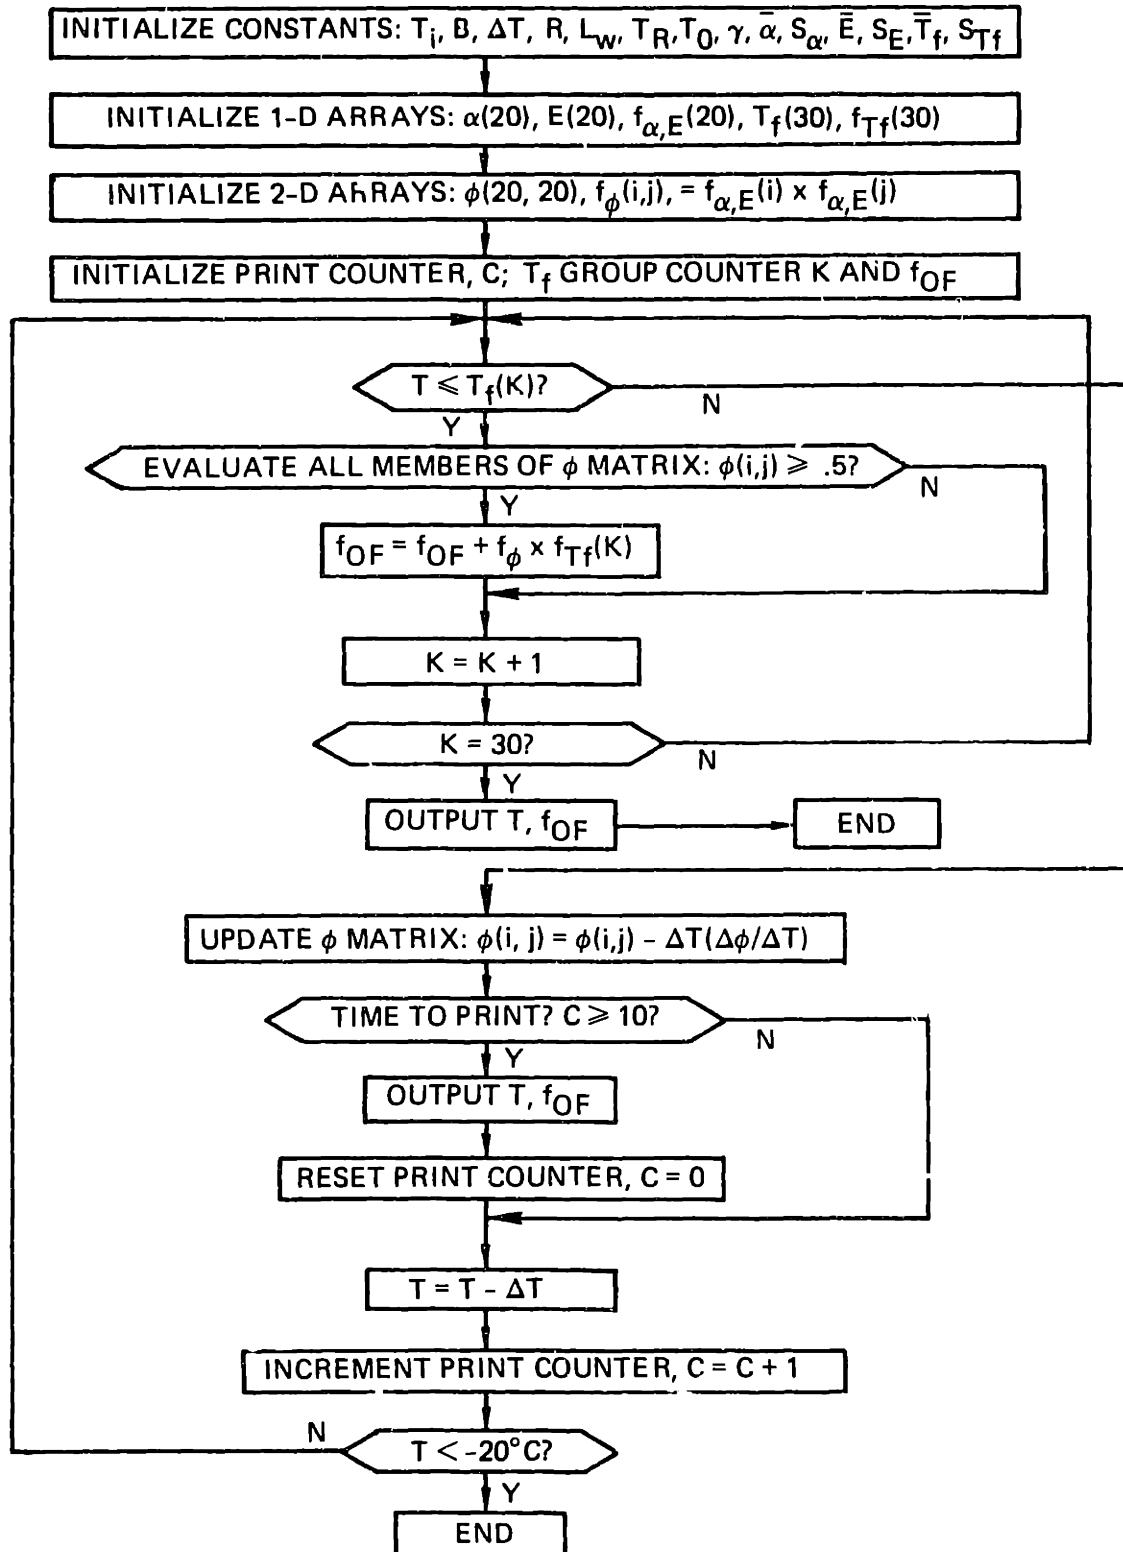 INITIALIZE CONSTANTS: T_i, B, ΔT, R, L_w, T_R, T_0, γ, ᾱ, S_α, Ē, S_E, T̄_f, S_Tf
INITIALIZE 1-D ARRAYS: α(20), E(20), f_α,E(20), T_f(30), f_Tf(30)
INITIALIZE 2-D AhRAYS: ϕ(20, 20), f_ϕ(i,j), = f_α,E(i) x f_α,E(j)
INITIALIZE PRINT COUNTER, C; T_f GROUP COUNTER K AND f_OF
T ⩽ T_f(K)?
N
Y
EVALUATE ALL MEMBERS OF ϕ MATRIX: ϕ(i,j) ⩾ .5?
N
Y
f_OF = f_OF + f_ϕ x f_Tf(K)
K = K + 1
K = 30?
N
Y
OUTPUT T, f_OF
END
UPDATE ϕ MATRIX: ϕ(i, j) = ϕ(i,j) - ΔT(Δϕ/ΔT)
TIME TO PRINT? C ⩾ 10?
N
Y
OUTPUT T, f_OF
RESET PRINT COUNTER, C = 0
T = T - ΔT
INCREMENT PRINT COUNTER, C = C + 1
N
T < -20°C?
Y
END